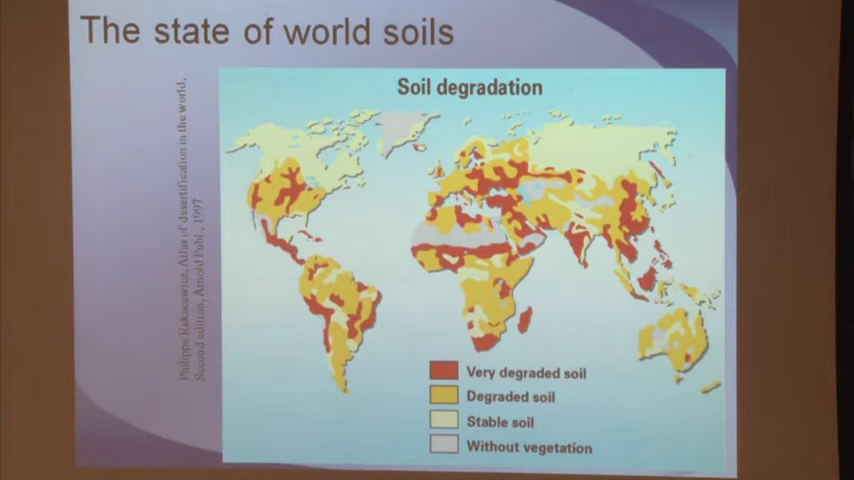 The state of world soils
Philippe Rekacewicz, Atlas of desertification in the world,
Second edition, Arnold Publ., 1997
Soil degradation
Very degraded soil
Degraded soil
Stable soil
Without vegetation